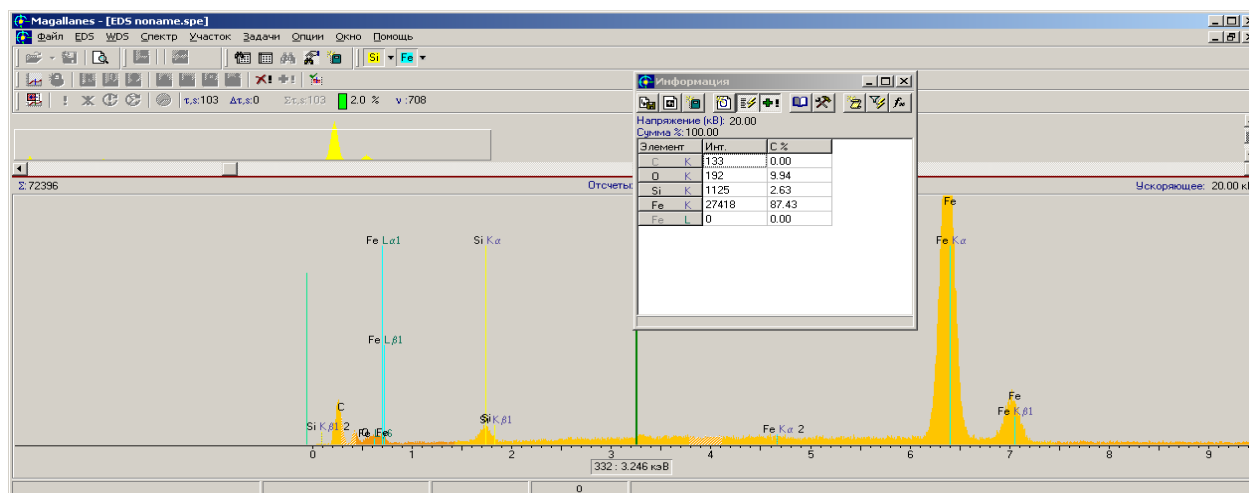 Magallanes - [EDS noname.spe]
Файл EDS WDS Спектр Участок Задачи Опции Окно Помощь
Si Fe
τ,s:103 Δτ,s:0 Στ,s:103 2.0 % ν :708
Информация
Напряжение (кВ): 20.00
Сумма %:100.00
Элемент Инт. C %
C K 133 0.00
O K 192 9.94
Si K 1125 2.63
Fe K 27418 87.43
Fe L 0 0.00
Σ:72396 Отсчеты: Ускоряющее: 20.00 кВ
Fe
Fe Lα1 Si Kα Fe Kα
Fe Lβ1
Fe
C Fe Kβ1
Si Kβ1 2 Si Kβ1 Fe Kα 2
0 1 2 4 5 6 7 8 9
332 : 3.246 кэВ
0